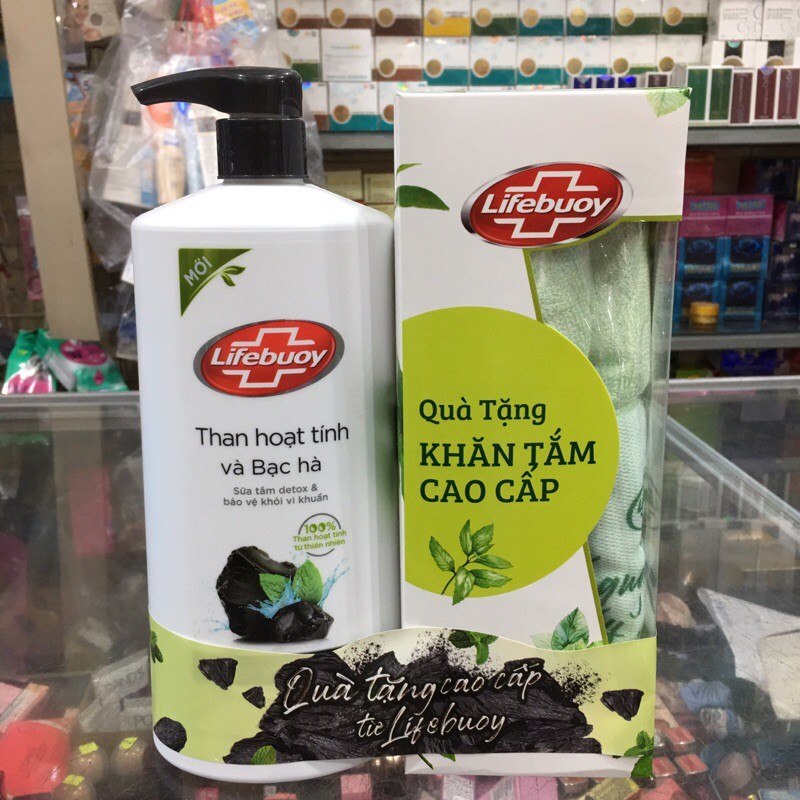 MỚI
Lifebuoy
Than hoạt tính
và Bạc hà
Sữa tắm detox &
bảo vệ khỏi vi khuẩn
100%
Than hoạt tính
từ thiên nhiên
Lifebuoy
Quà Tặng
KHĂN TẮM
CAO CẤP
Quà tặng cao cấp
từ Lifebuoy